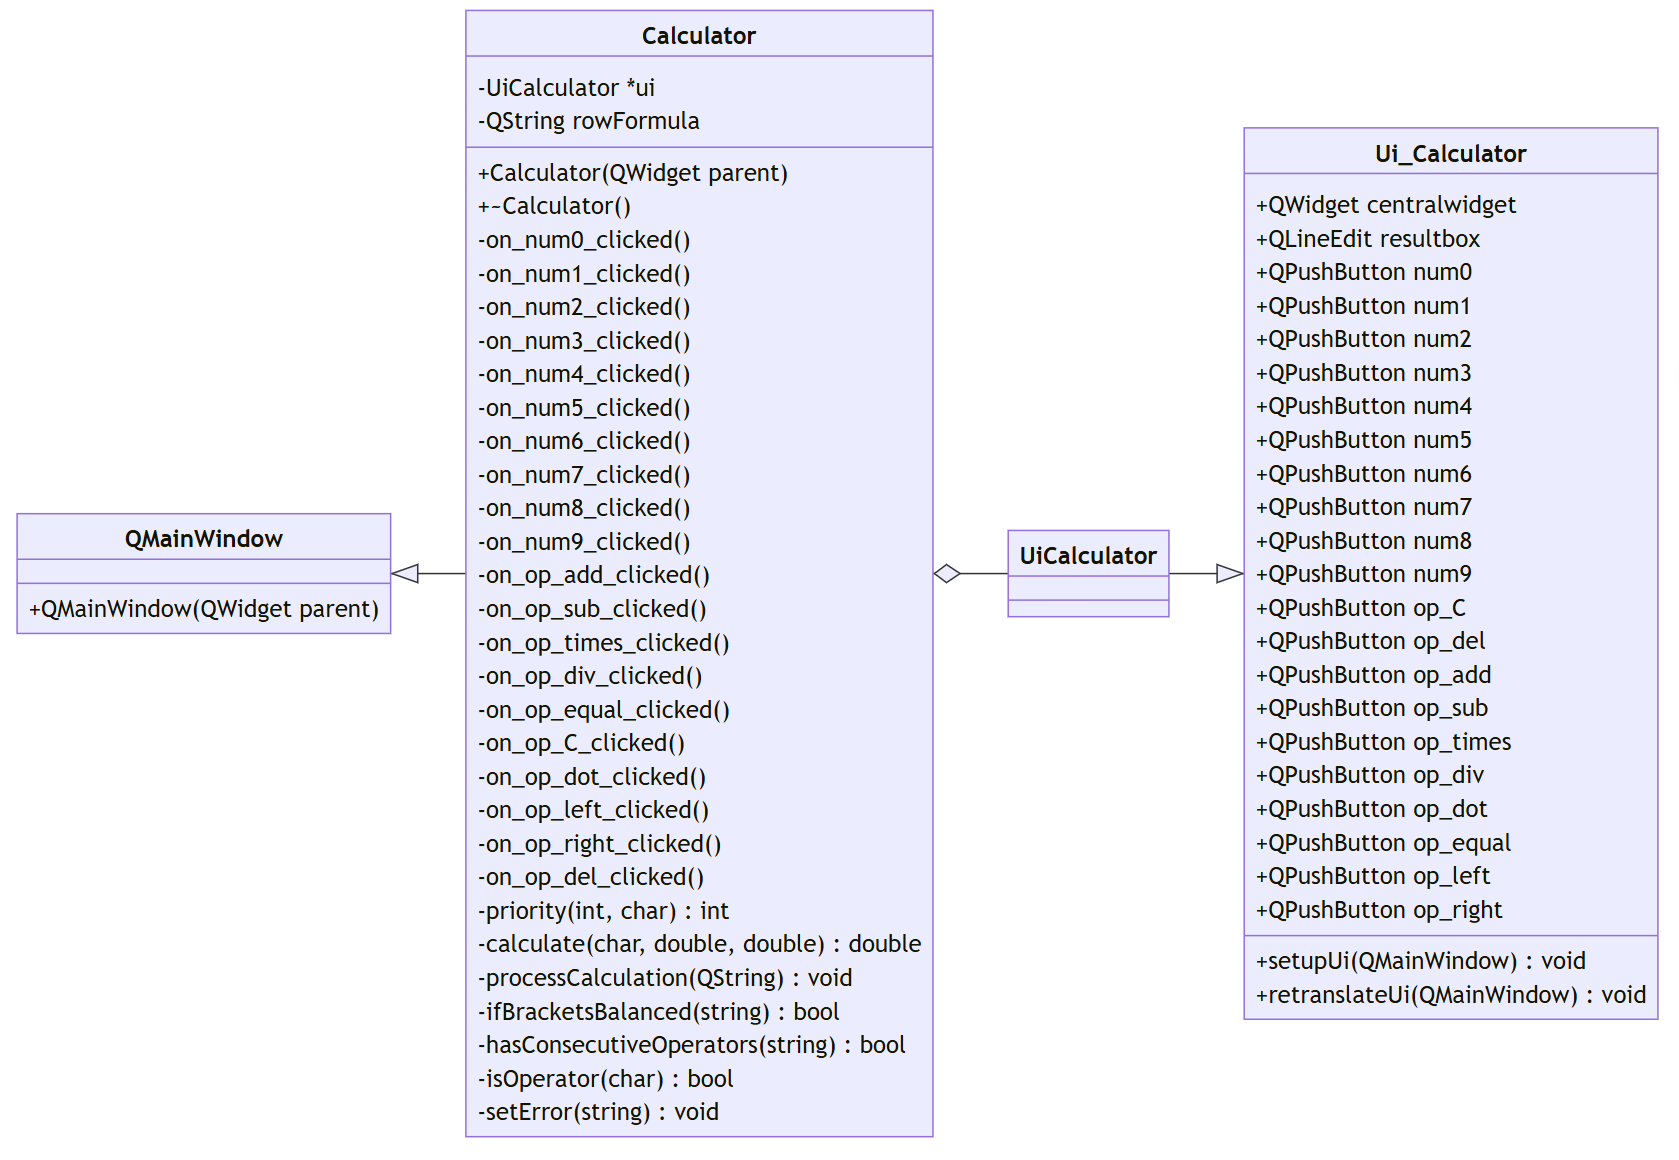 Calculator
-UiCalculator *ui
-QString rowFormula
+Calculator(QWidget parent)
+~Calculator()
-on_num0_clicked()
-on_num1_clicked()
-on_num2_clicked()
-on_num3_clicked()
-on_num4_clicked()
-on_num5_clicked()
-on_num6_clicked()
-on_num7_clicked()
-on_num8_clicked()
-on_num9_clicked()
-on_op_add_clicked()
-on_op_sub_clicked()
-on_op_times_clicked()
-on_op_div_clicked()
-on_op_equal_clicked()
-on_op_C_clicked()
-on_op_dot_clicked()
-on_op_left_clicked()
-on_op_right_clicked()
-on_op_del_clicked()
-priority(int, char) : int
-calculate(char, double, double) : double
-processCalculation(QString) : void
-ifBracketsBalanced(string) : bool
-hasConsecutiveOperators(string) : bool
-isOperator(char) : bool
-setError(string) : void
QMainWindow
+QMainWindow(QWidget parent)
UiCalculator
Ui_Calculator
+QWidget centralwidget
+QLineEdit resultbox
+QPushButton num0
+QPushButton num1
+QPushButton num2
+QPushButton num3
+QPushButton num4
+QPushButton num5
+QPushButton num6
+QPushButton num7
+QPushButton num8
+QPushButton num9
+QPushButton op_C
+QPushButton op_del
+QPushButton op_add
+QPushButton op_sub
+QPushButton op_times
+QPushButton op_div
+QPushButton op_dot
+QPushButton op_equal
+QPushButton op_left
+QPushButton op_right
+setupUi(QMainWindow) : void
+retranslateUi(QMainWindow) : void